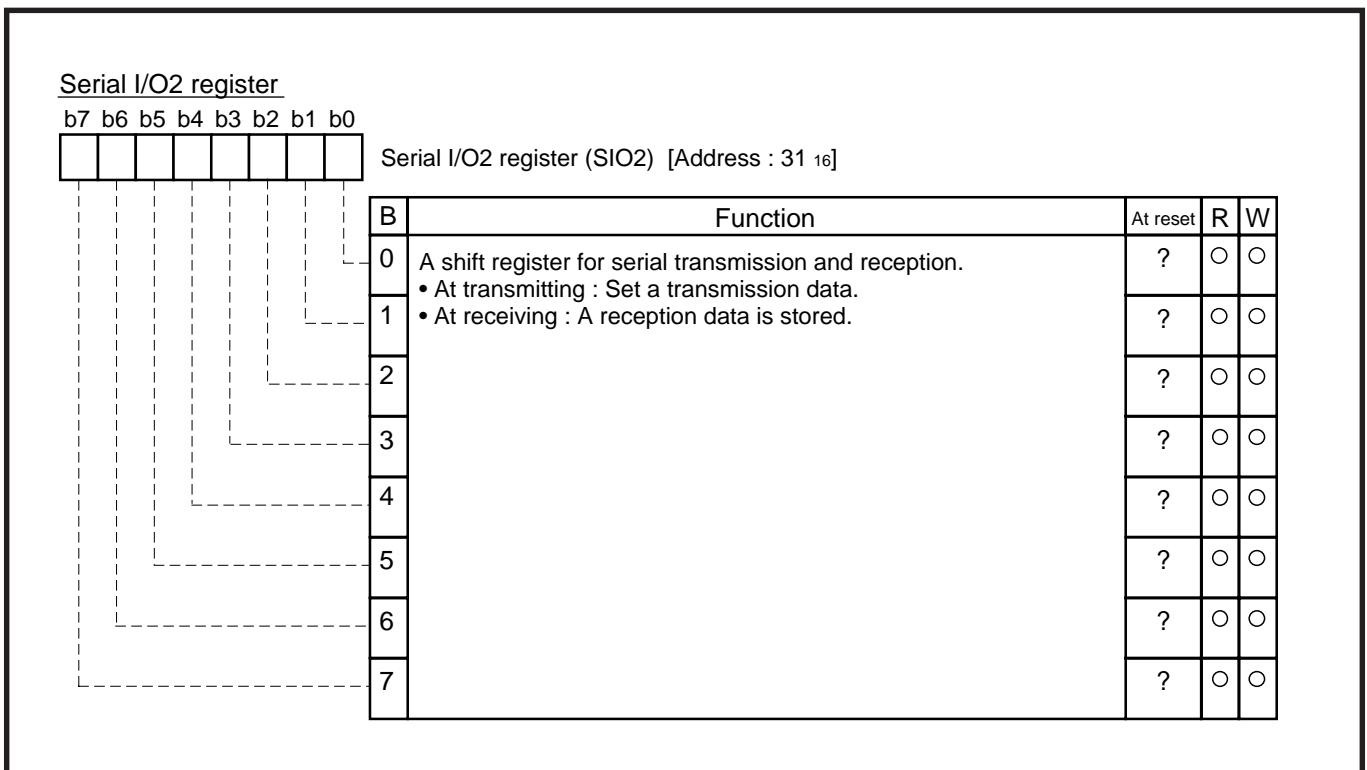 Serial I/O2 register
b7 b6 b5 b4 b3 b2 b1 b0
Serial I/O2 register (SIO2) [Address : 31 16]
B Function At reset R W
0 A shift register for serial transmission and reception. ? ○ ○
• At transmitting : Set a transmission data.
1 • At receiving : A reception data is stored. ? ○ ○
2 ? ○ ○
3 ? ○ ○
4 ? ○ ○
5 ? ○ ○
6 ? ○ ○
7 ? ○ ○